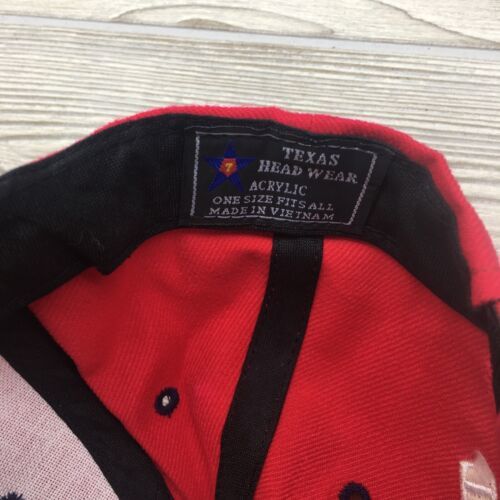 7
TEXAS
HEAD WEAR
ACRYLIC
ONE SIZE FITS ALL
MADE IN VIETNAM